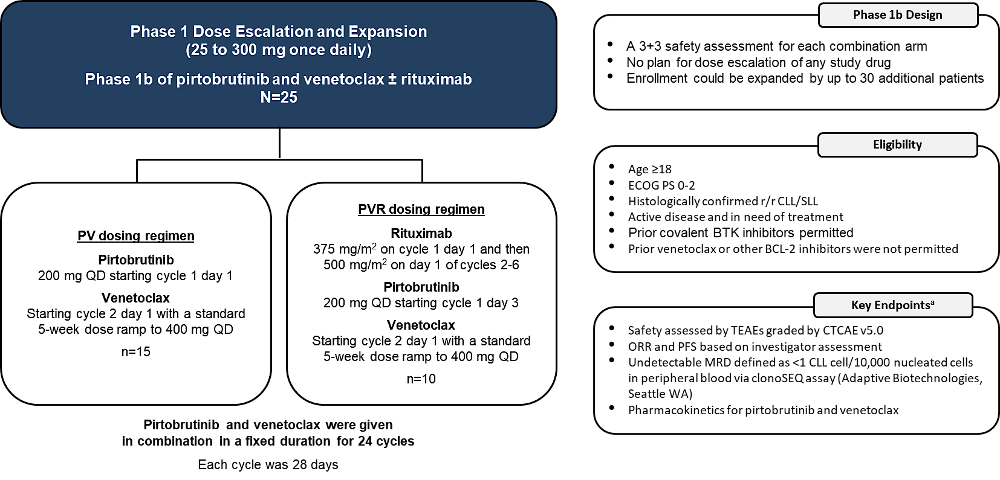 Phase 1 Dose Escalation and Expansion
(25 to 300 mg once daily)
Phase 1b of pirtobrutinib and venetoclax ± rituximab
N=25
PV dosing regimen
Pirtobrutinib
200 mg QD starting cycle 1 day 1
Venetoclax
Starting cycle 2 day 1 with a standard
5-week dose ramp to 400 mg QD
n=15
PVR dosing regimen
Rituximab
375 mg/m² on cycle 1 day 1 and then
500 mg/m² on day 1 of cycles 2-6
Pirtobrutinib
200 mg QD starting cycle 1 day 3
Venetoclax
Starting cycle 2 day 1 with a standard
5-week dose ramp to 400 mg QD
n=10
Pirtobrutinib and venetoclax were given
in combination in a fixed duration for 24 cycles
Each cycle was 28 days
Phase 1b Design
• A 3+3 safety assessment for each combination arm
• No plan for dose escalation of any study drug
• Enrollment could be expanded by up to 30 additional patients
Eligibility
• Age ≥18
• ECOG PS 0-2
• Histologically confirmed r/r CLL/SLL
• Active disease and in need of treatment
• Prior covalent BTK inhibitors permitted
• Prior venetoclax or other BCL-2 inhibitors were not permitted
Key Endpointsᵃ
• Safety assessed by TEAEs graded by CTCAE v5.0
• ORR and PFS based on investigator assessment
• Undetectable MRD defined as <1 CLL cell/10,000 nucleated cells
in peripheral blood via clonoSEQ assay (Adaptive Biotechnologies,
Seattle WA)
• Pharmacokinetics for pirtobrutinib and venetoclax